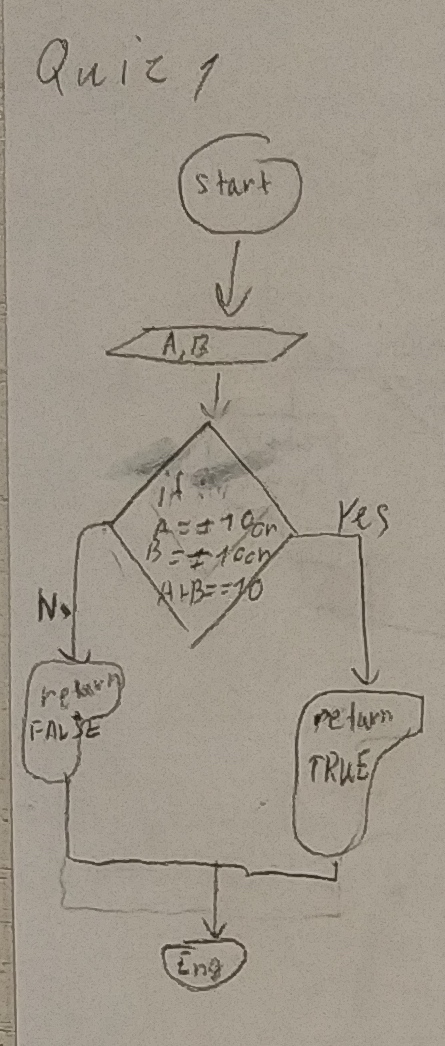 Quiz 1
start
A, B
if
A = ± 10 or
B = ± 10 or
A+B==10
Yes
No
return
FALSE
return
TRUE
End